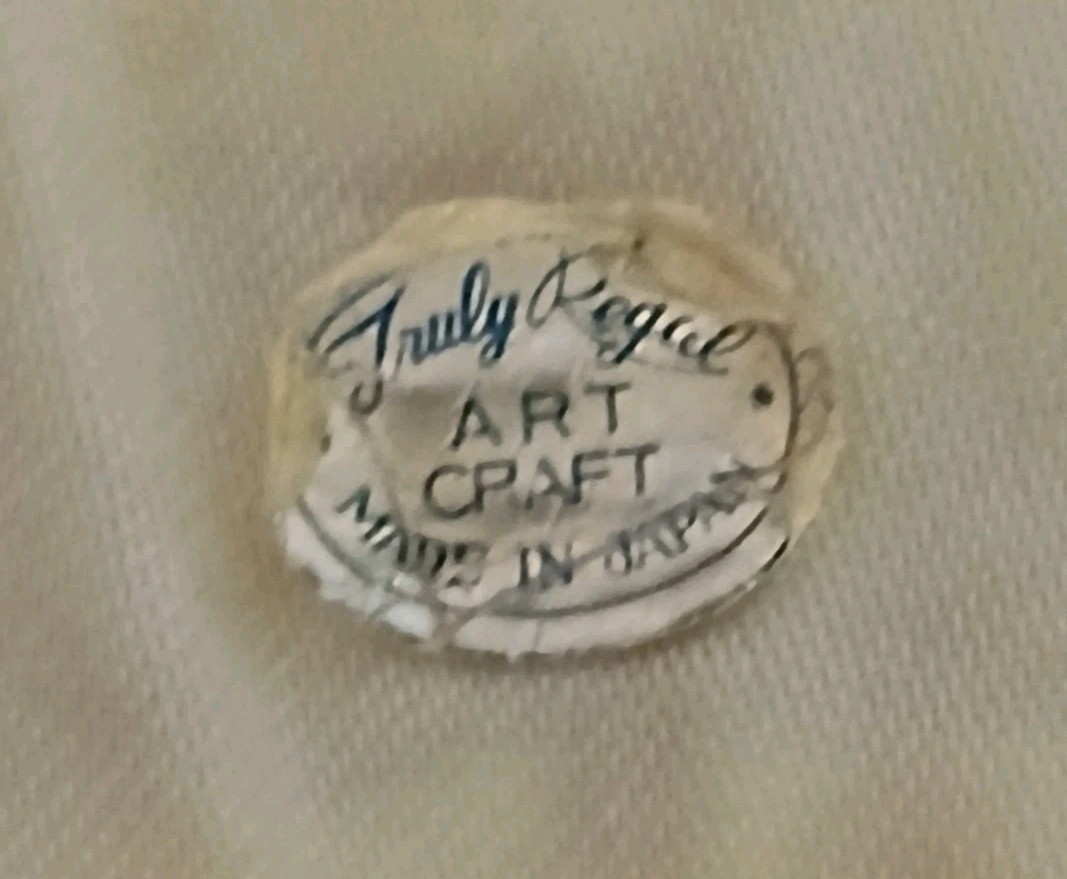 Truly Regal
ART
CRAFT
MADE IN JAPAN